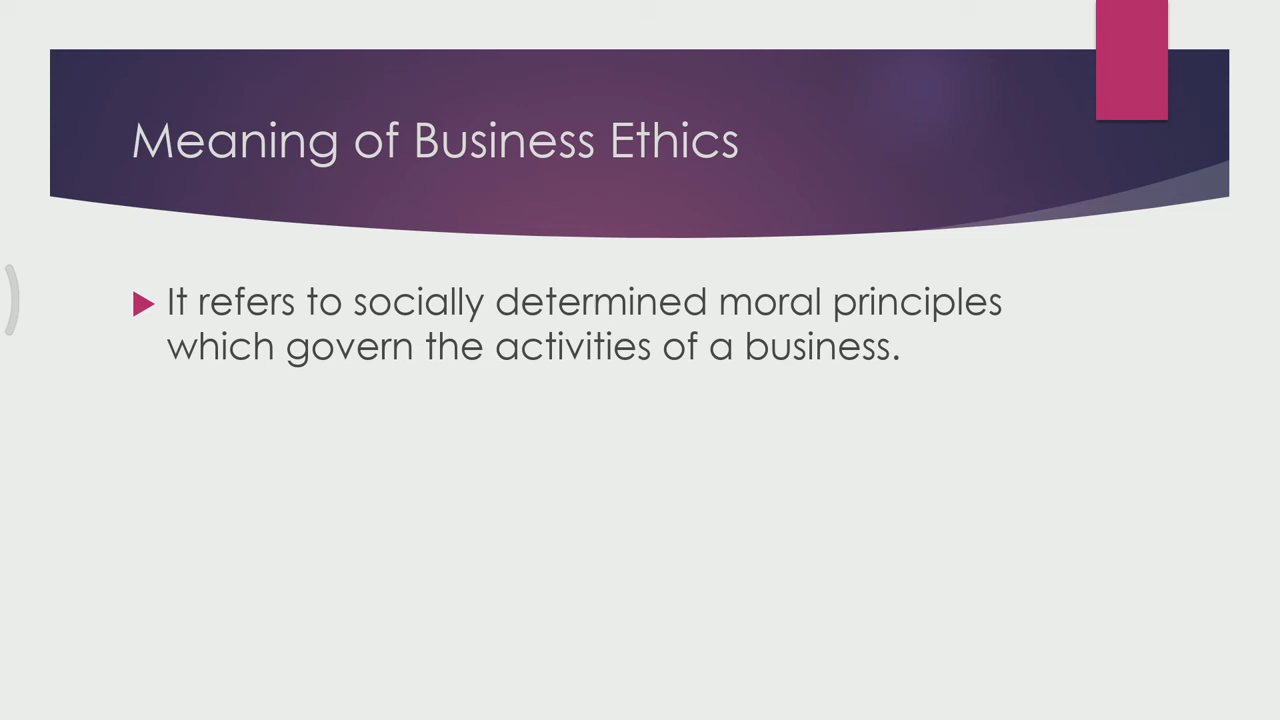 Meaning of Business Ethics
It refers to socially determined moral principles
which govern the activities of a business.